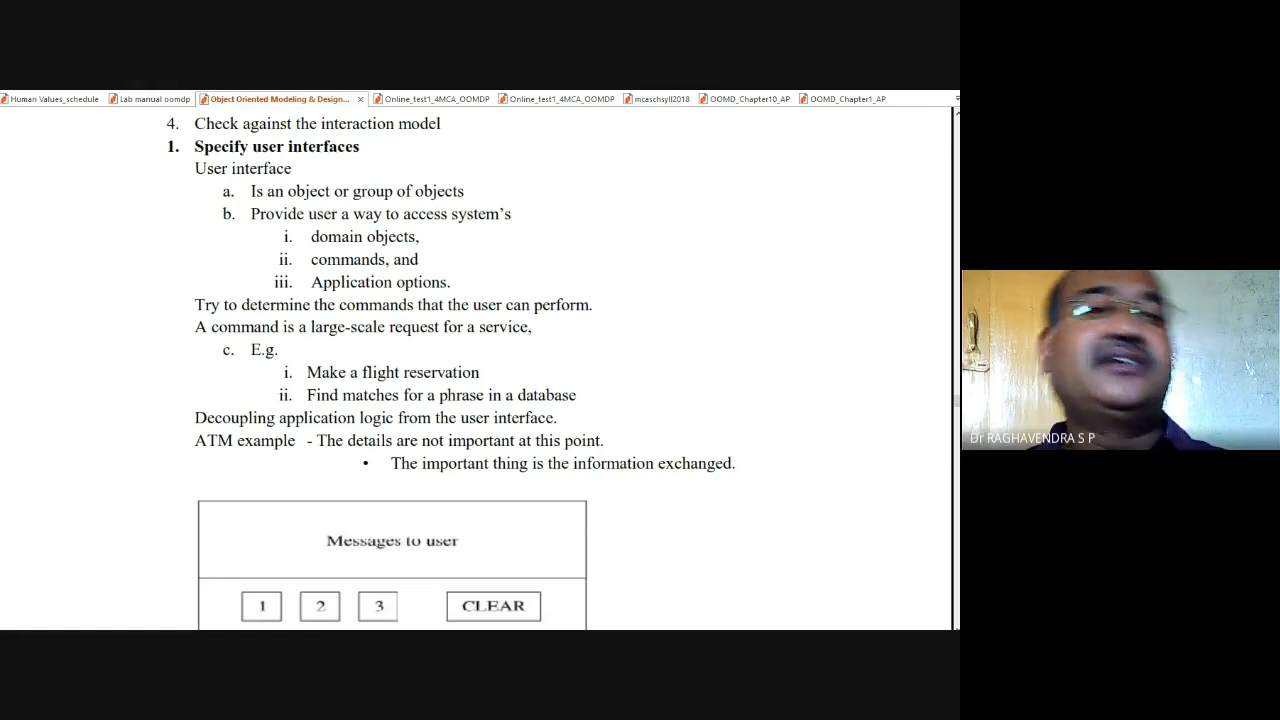 Human Values_schedule
Lab manual oomdp
Object Oriented Modeling & Design...
Online_test1_4MCA_OOMDP
Online_test1_4MCA_OOMDP
mcaschsyll2018
OOMD_Chapter10_AP
OOMD_Chapter1_AP
4. Check against the interaction model
1. Specify user interfaces
User interface
a. Is an object or group of objects
b. Provide user a way to access system's
i. domain objects,
ii. commands, and
iii. Application options.
Try to determine the commands that the user can perform.
A command is a large-scale request for a service,
c. E.g.
i. Make a flight reservation
ii. Find matches for a phrase in a database
Decoupling application logic from the user interface.
ATM example - The details are not important at this point.
• The important thing is the information exchanged.
Messages to user
1 2 3 CLEAR
Dr RAGHAVENDRA S P